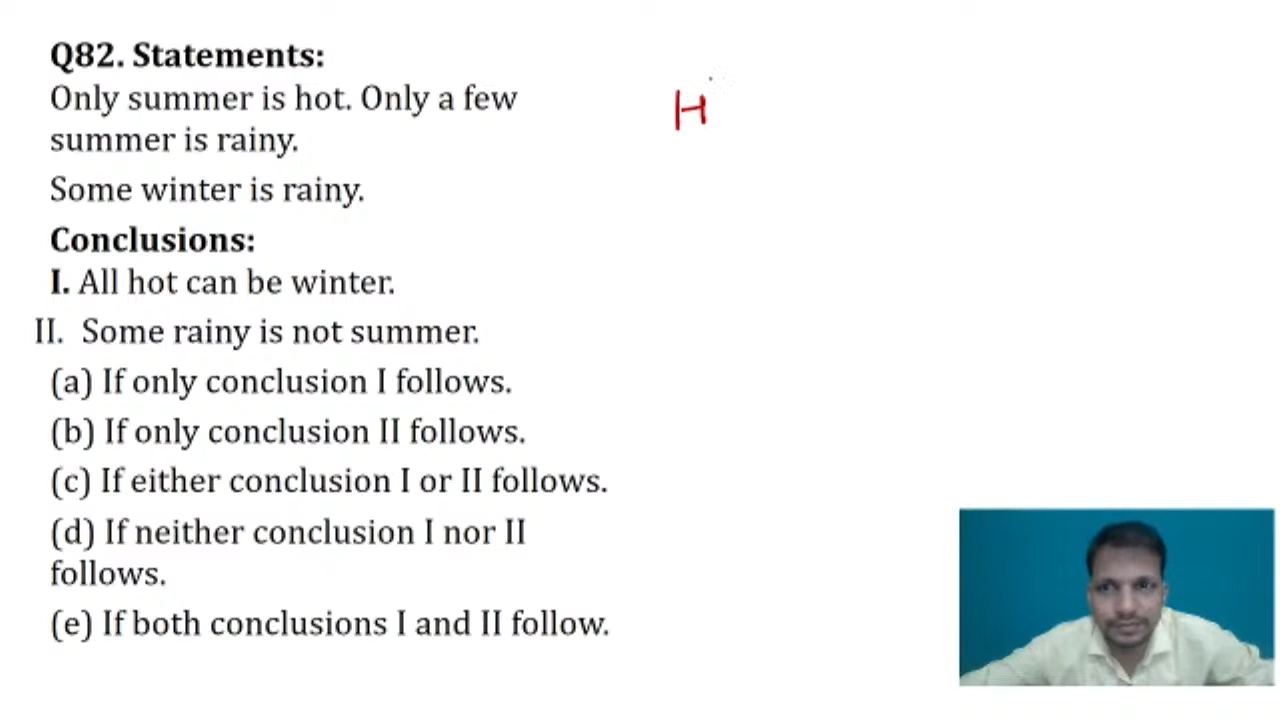 Q82. Statements:
Only summer is hot. Only a few
summer is rainy.
Some winter is rainy.
Conclusions:
I. All hot can be winter.
II. Some rainy is not summer.
(a) If only conclusion I follows.
(b) If only conclusion II follows.
(c) If either conclusion I or II follows.
(d) If neither conclusion I nor II
follows.
(e) If both conclusions I and II follow.
H